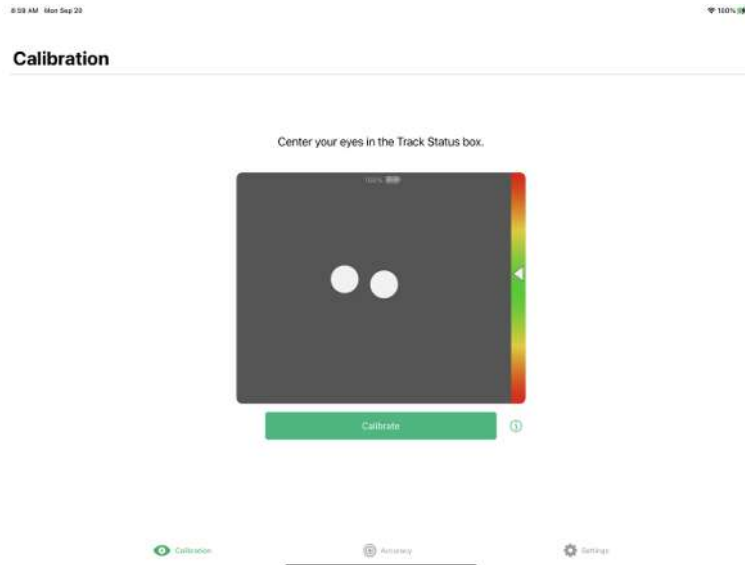 8:59 AM Mon Sep 20
100%
Calibration
Center your eyes in the Track Status box.
100%
Calibrate
Calibration
Accuracy
Settings